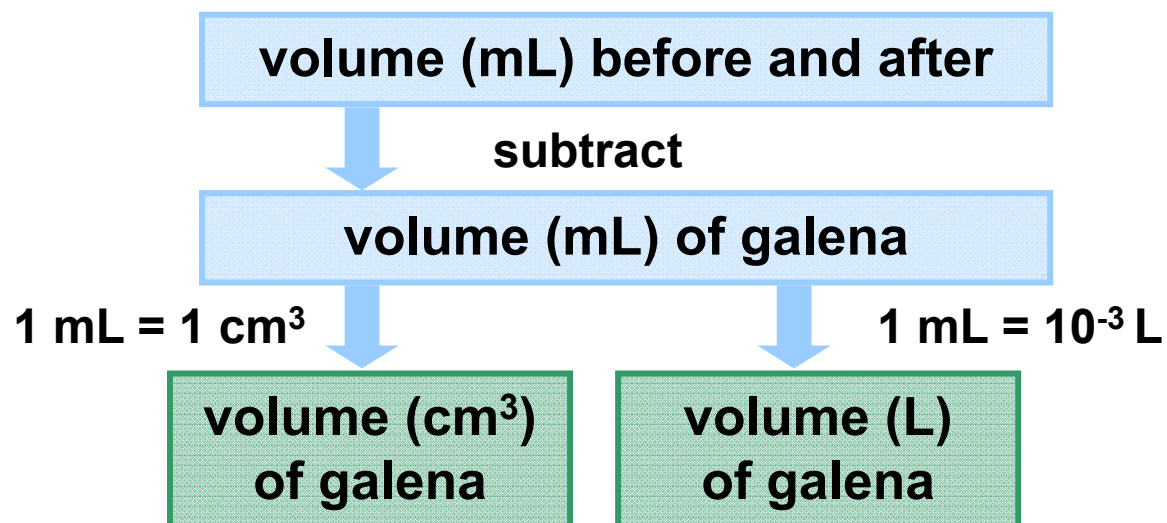 volume (mL) before and after
subtract
volume (mL) of galena
1 mL = 1 cm³
1 mL = 10⁻³ L
volume (cm³)
of galena
volume (L)
of galena